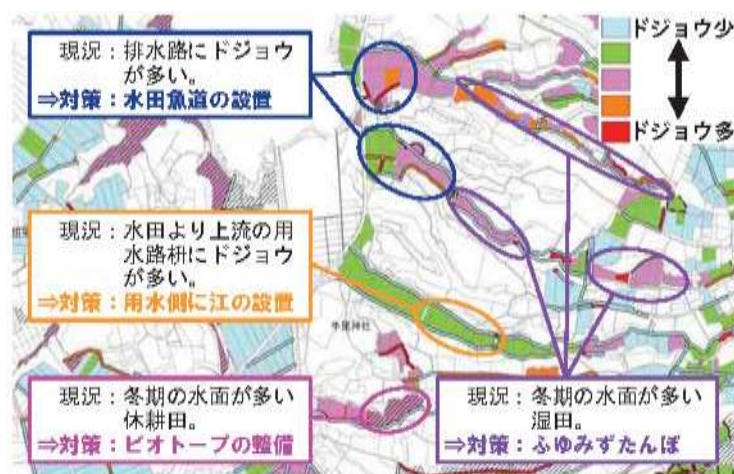 現況：排水路にドジョウ
が多い。
⇒対策：水田魚道の設置
ドジョウ少
ドジョウ多
現況：水田より上流の用
水路枡にドジョウ
が多い。
⇒対策：用水側に江の設置
現況：冬期の水面が多い
休耕田。
⇒対策：ビオトープの整備
現況：冬期の水面が多い
湿田。
⇒対策：ふゆみずたんぼ